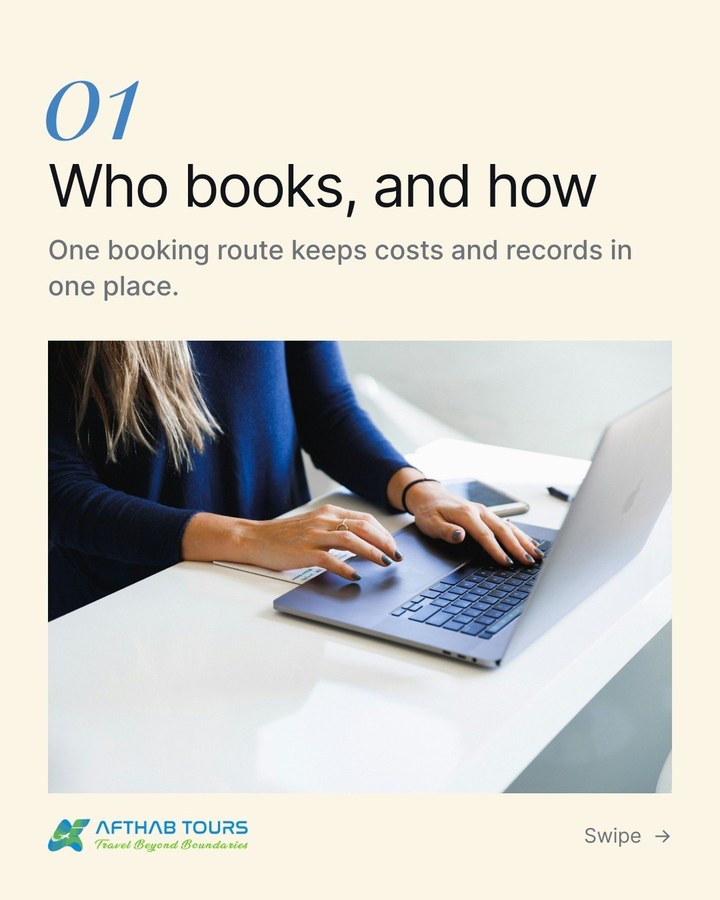 01
Who books, and how
One booking route keeps costs and records in
one place.
AFTHAB TOURS
Travel Beyond Boundaries
Swipe →